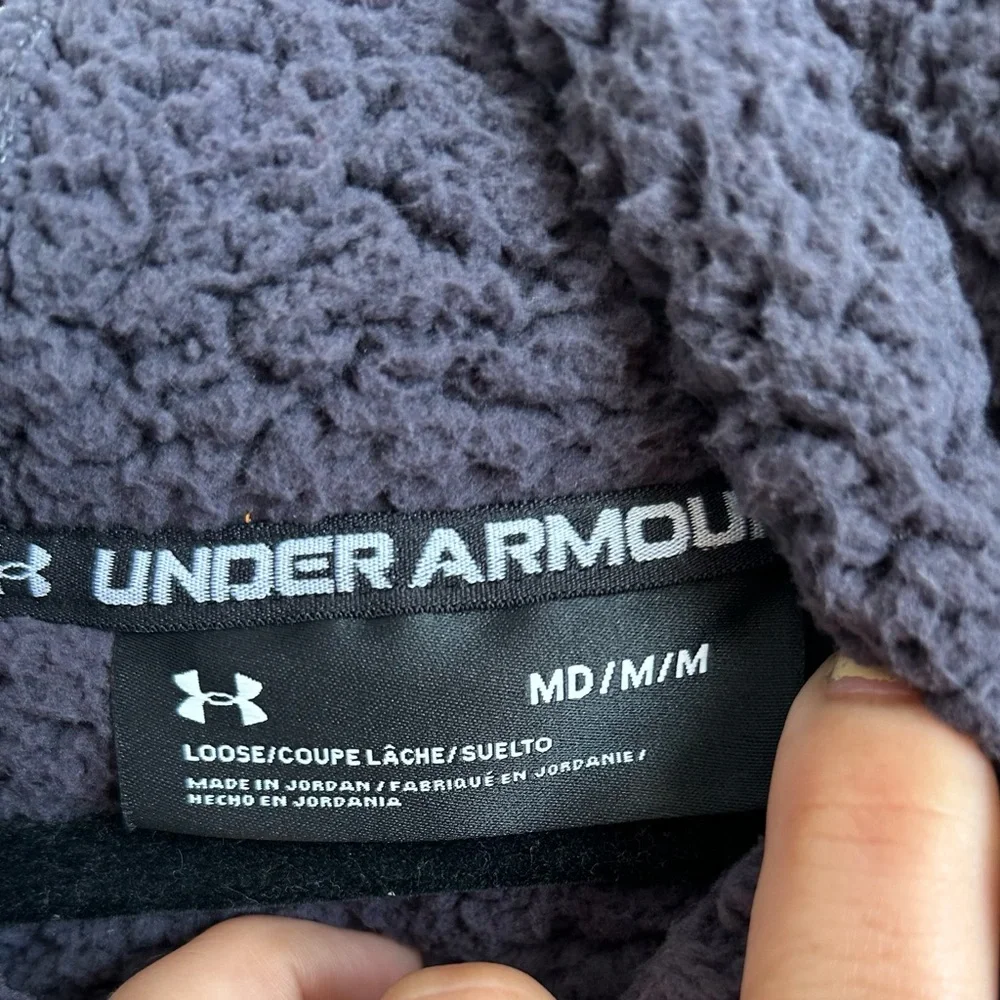 UNDER ARMOU
MD/M/M
LOOSE/COUPE LÂCHE/SUELTO
MADE IN JORDAN / FABRIQUÉ EN JORDANIE /
HECHO EN JORDANIA